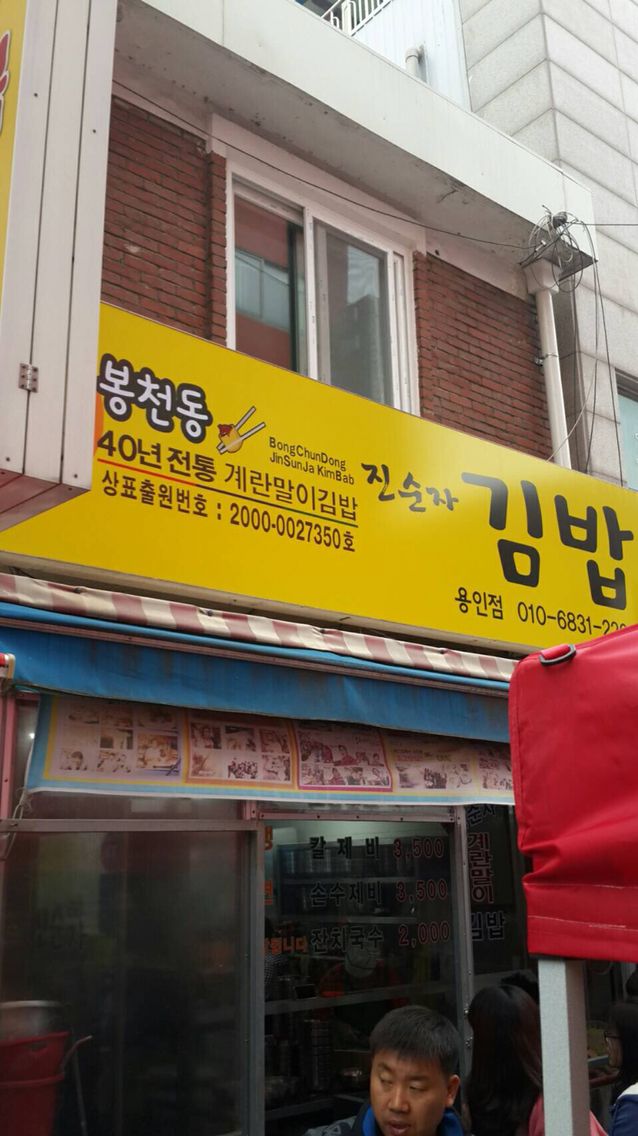 봉천동
BongChunDong
JinSunJa KimBab
40년 전통 계란말이김밥
상표출원번호 : 2000-0027350호
진순자 김밥
용인점 010-6831-22
칼제비 3,500
손수제비 3,500
잔치국수 2,000
계란말이
김밥